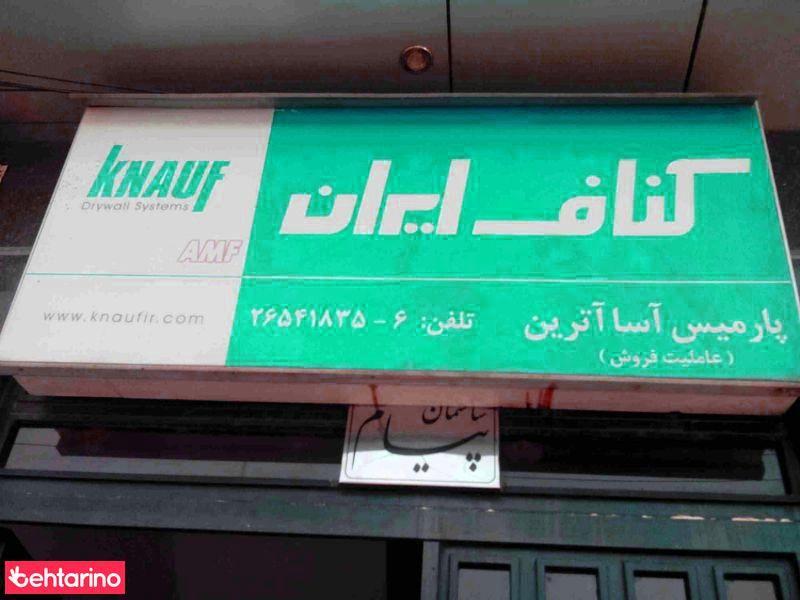 KNAUF
Drywall Systems
AMF
کناف ایران
www.knaufir.com
پارمیس آسا آترین
تلفن: ۶ - ۲۶۵۴۱۸۳۵
(عاملیت فروش)
ساختمان
پیام
behtarino